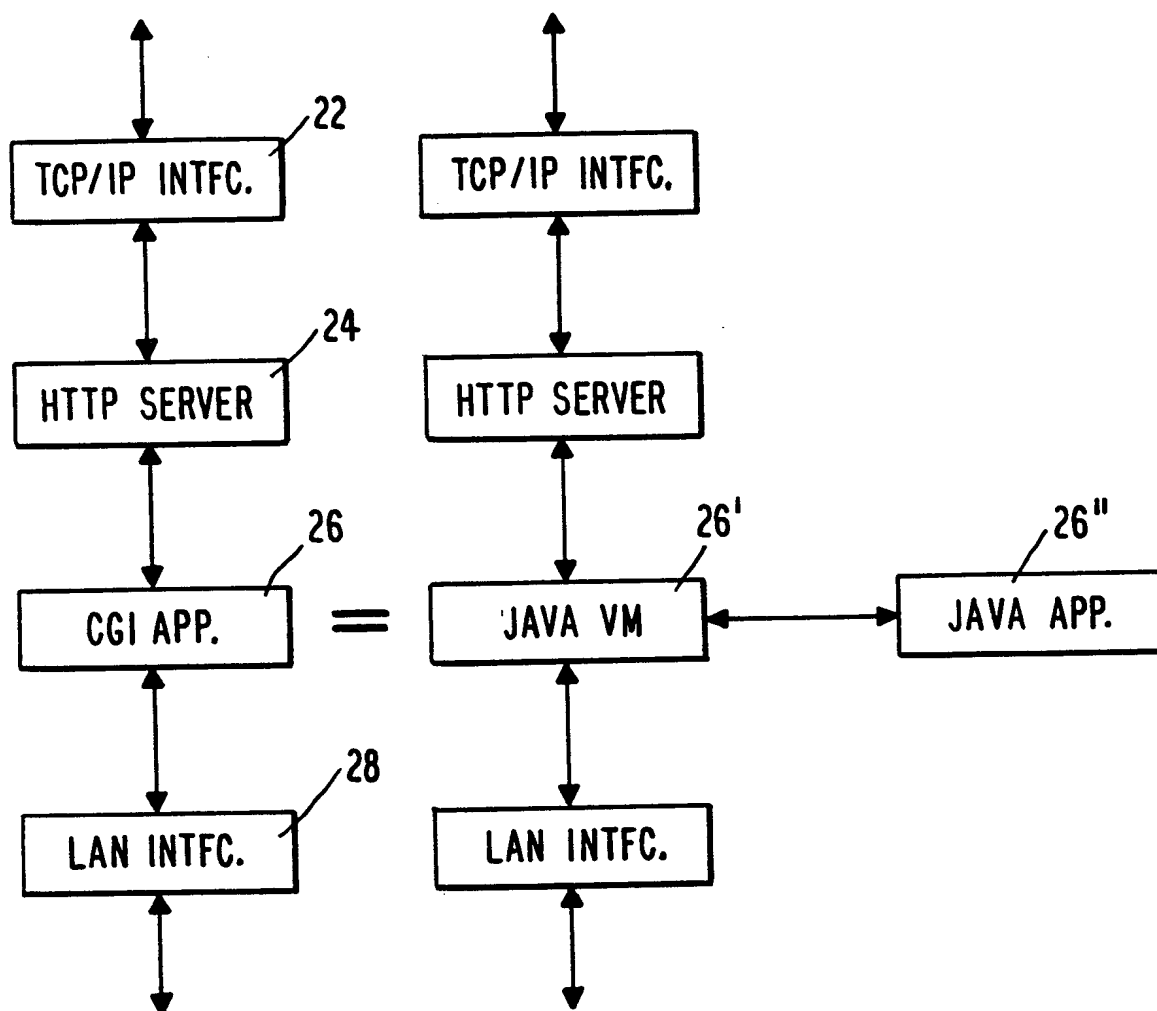 22
TCP/IP INTFC.
TCP/IP INTFC.
24
HTTP SERVER
HTTP SERVER
26
26'
26"
CGI APP.
=
JAVA VM
JAVA APP.
28
LAN INTFC.
LAN INTFC.